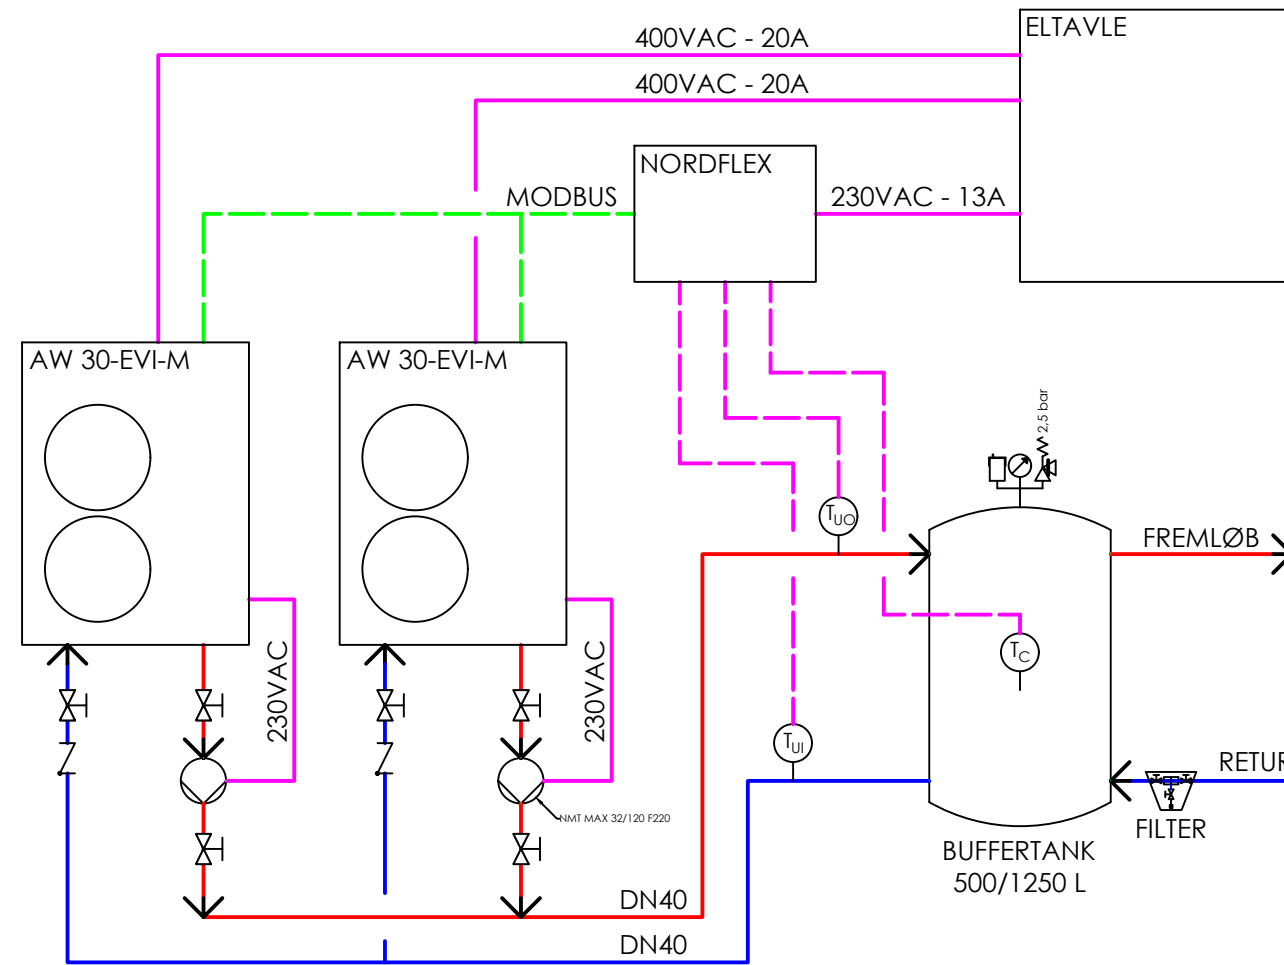 400VAC - 20A
ELTAVLE
400VAC - 20A
NORDFLEX
MODBUS
230VAC - 13A
AW 30-EVI-M
AW 30-EVI-M
2,5 bar
TUO
FREMLØB
TC
230VAC
230VAC
TUI
RETUR
NMT MAX 32/120 F220
FILTER
BUFFERTANK
500/1250 L
DN40
DN40